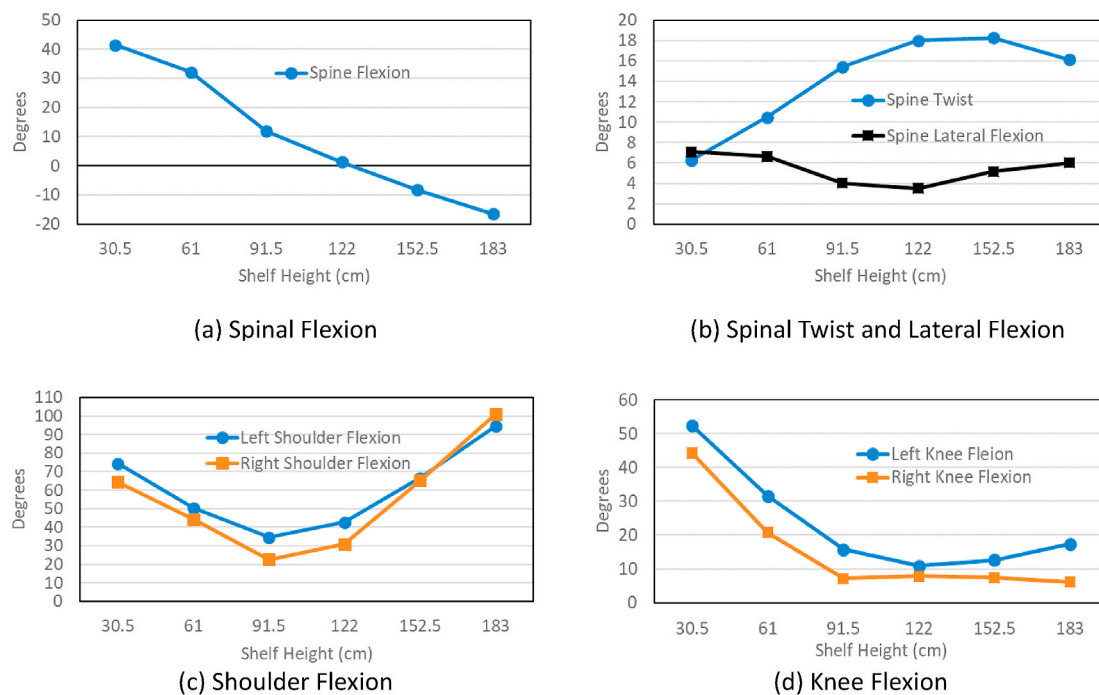 50
40
30
20
10
0
-10
-20
Degrees
Spine Flexion
30.5 61 91.5 122 152.5 183
Shelf Height (cm)
(a) Spinal Flexion
20
18
16
14
12
10
8
6
4
2
0
Degrees
Spine Twist
Spine Lateral Flexion
30.5 61 91.5 122 152.5 183
Shelf Height (cm)
(b) Spinal Twist and Lateral Flexion
110
100
90
80
70
60
50
40
30
20
10
0
Degrees
Left Shoulder Flexion
Right Shoulder Flexion
30.5 61 91.5 122 152.5 183
Shelf Height (cm)
(c) Shoulder Flexion
60
50
40
30
20
10
0
Degrees
Left Knee Fleion
Right Knee Flexion
30.5 61 91.5 122 152.5 183
Shelf Height (cm)
(d) Knee Flexion